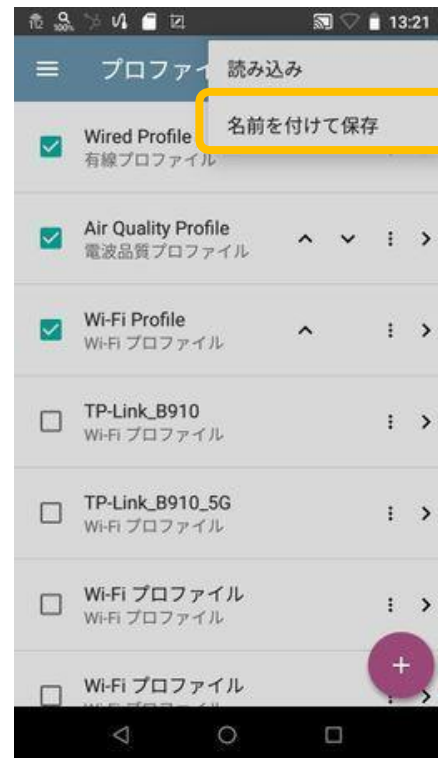 100%
13:21
プロファイ
読み込み
名前を付けて保存
Wired Profile
有線プロファイル
Air Quality Profile
電波品質プロファイル
Wi-Fi Profile
Wi-Fi プロファイル
TP-Link_B910
Wi-Fi プロファイル
TP-Link_B910_5G
Wi-Fi プロファイル
Wi-Fi プロファイル
Wi-Fi プロファイル
Wi-Fi プロファイル